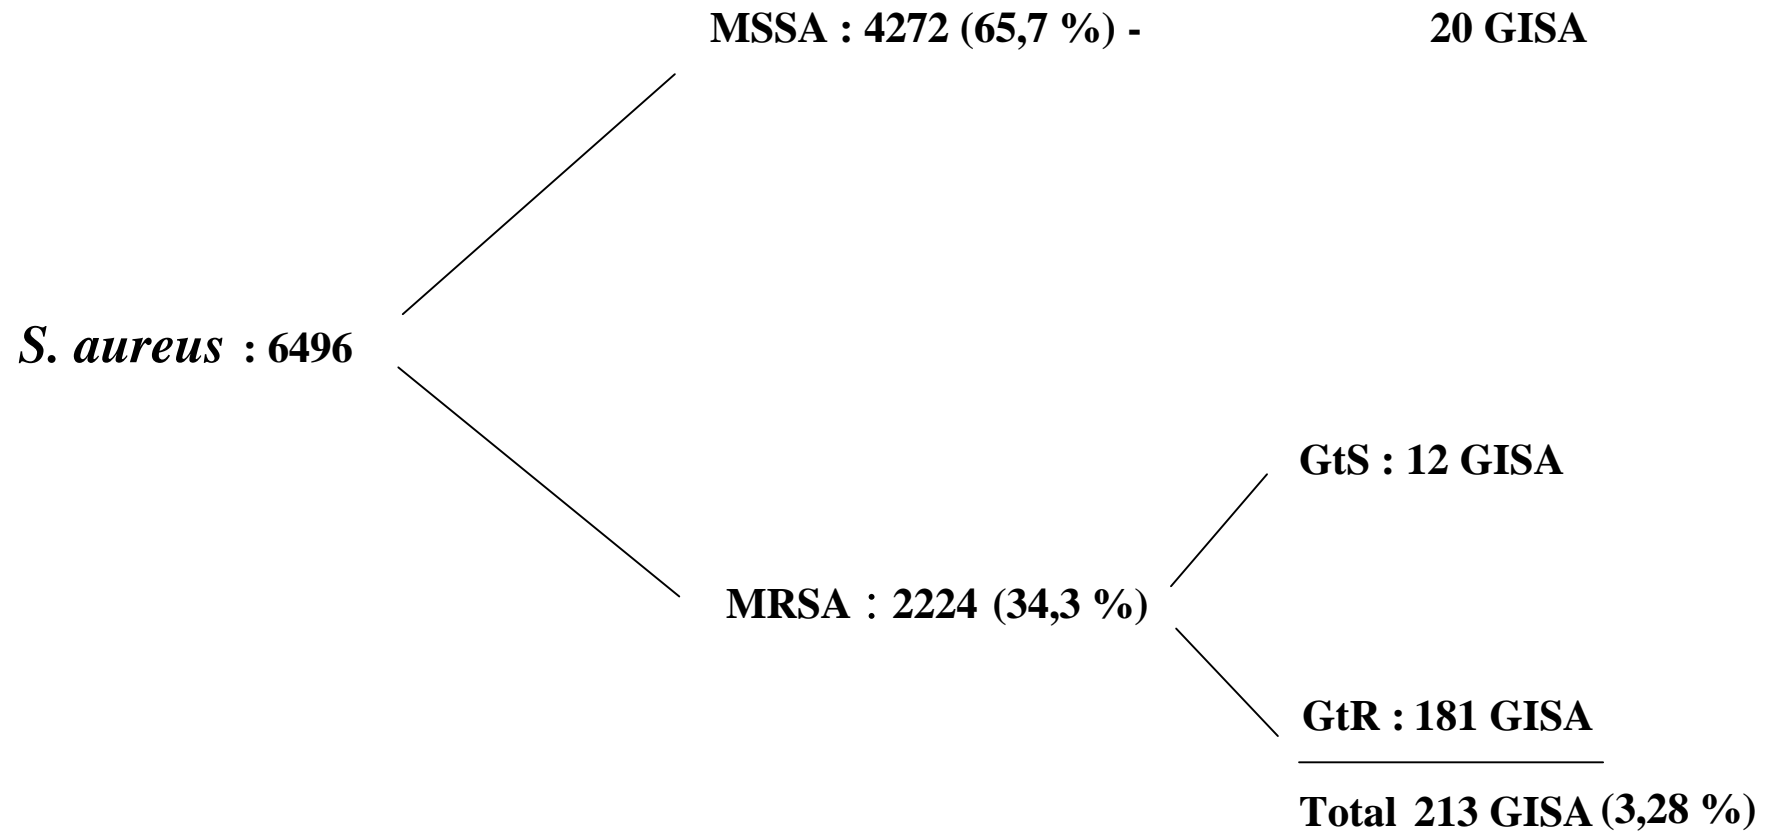 MSSA : 4272 (65,7 %) - 20 GISA
S. aureus : 6496
GtS : 12 GISA
MRSA : 2224 (34,3 %)
GtR : 181 GISA
Total 213 GISA (3,28 %)